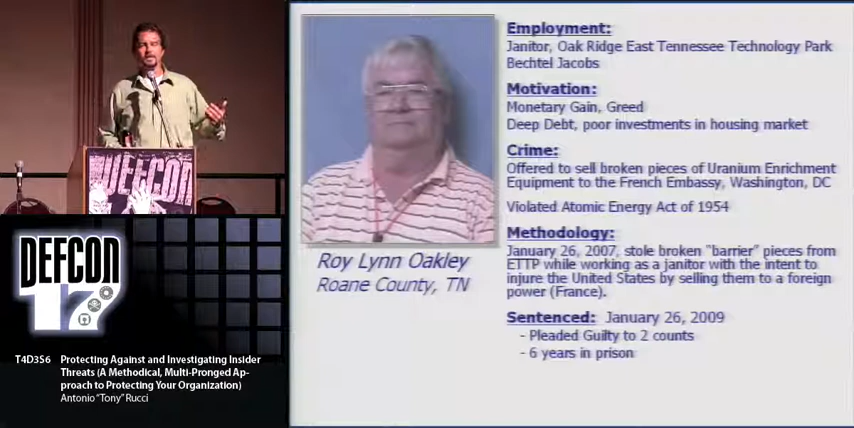 DEFCON
DEFCON
17
T4D3S6 Protecting Against and Investigating Insider
Threats (A Methodical, Multi-Pronged Ap-
proach to Protecting Your Organization)
Antonio "Tony" Rucci
Roy Lynn Oakley
Roane County, TN
Employment:
Janitor, Oak Ridge East Tennessee Technology Park
Bechtel Jacobs
Motivation:
Monetary Gain, Greed
Deep Debt, poor investments in housing market
Crime:
Offered to sell broken pieces of Uranium Enrichment
Equipment to the French Embassy, Washington, DC
Violated Atomic Energy Act of 1954
Methodology:
January 26, 2007, stole broken "barrier" pieces from
ETTP while working as a janitor with the intent to
injure the United States by selling them to a foreign
power (France).
Sentenced: January 26, 2009
- Pleaded Guilty to 2 counts
- 6 years in prison